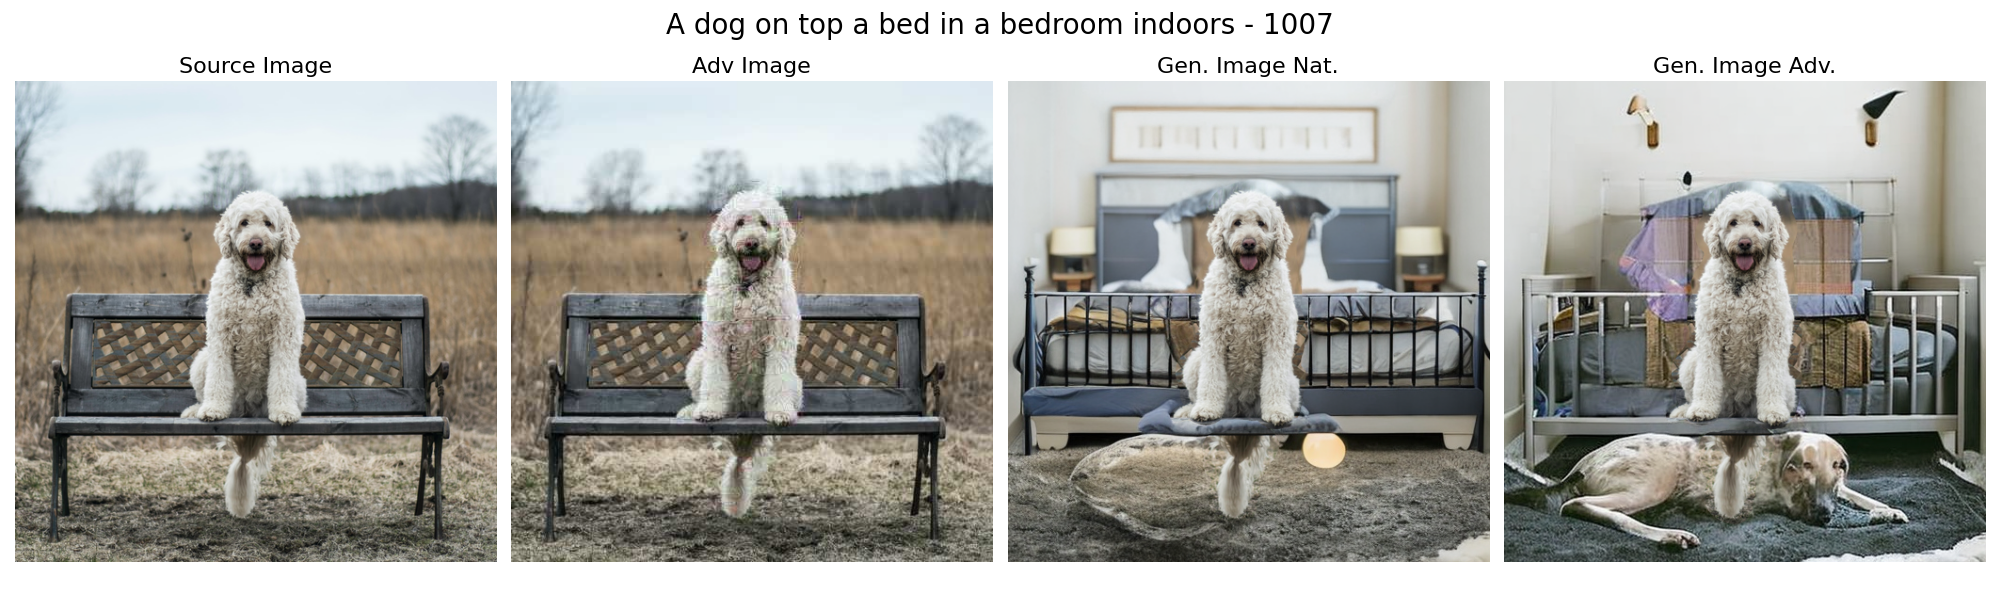 A dog on top a bed in a bedroom indoors - 1007
Source Image
Adv Image
Gen. Image Nat.
Gen. Image Adv.